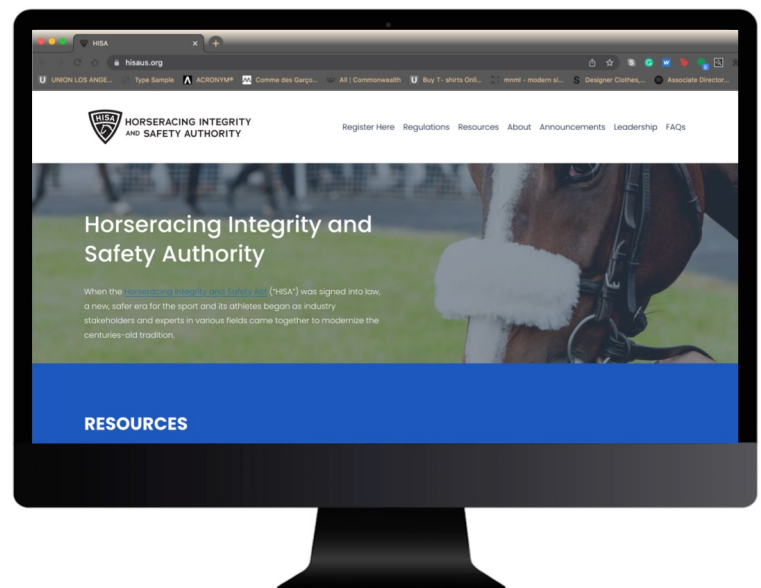 HISA
hisaus.org
UNION LOS ANGE... Type Sample ACRONYM® Comme des Garço... All | Commonwealth Buy T- shirts Onli... mnml - modern si... Designer Clothes,... Associate Director...
HISA
HORSERACING INTEGRITY
AND SAFETY AUTHORITY
Register Here Regulations Resources About Announcements Leadership FAQs
Horseracing Integrity and
Safety Authority
When the Horseracing Integrity and Safety Act ("HISA") was signed into law,
a new, safer era for the sport and its athletes began as industry
stakeholders and experts in various fields came together to modernize the
centuries-old tradition.
RESOURCES